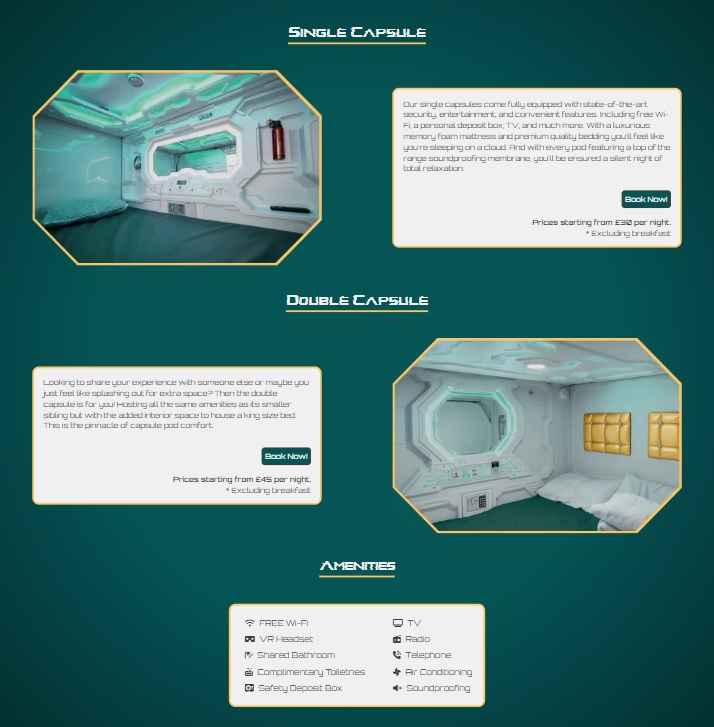 Single Capsule
Our single capsules come fully equipped with state-of-the-art
security, entertainment, and convenient features. Including free Wi-
Fi, a personal deposit box, TV, and much more. With a luxurious
memory foam mattress and premium quality bedding you'll feel like
you're sleeping on a cloud. And with every pod featuring a top of the
range soundproofing membrane, you'll be ensured a silent night of
total relaxation.
Book Now!
Prices starting from £30 per night.
* Excluding breakfast
Double Capsule
Looking to share your experience with someone else or maybe you
just feel like splashing out for extra space? Then the double
capsule is for you! Hosting all the same amenities as its smaller
sibling but with the added interior space to house a king size bed.
This is the pinnacle of capsule pod comfort.
Book Now!
Prices starting from £45 per night.
* Excluding breakfast
Amenities
FREE Wi-Fi
VR Headset
Shared Bathroom
Complimentary Toiletries
Safety Deposit Box
TV
Radio
Telephone
Air Conditioning
Soundproofing